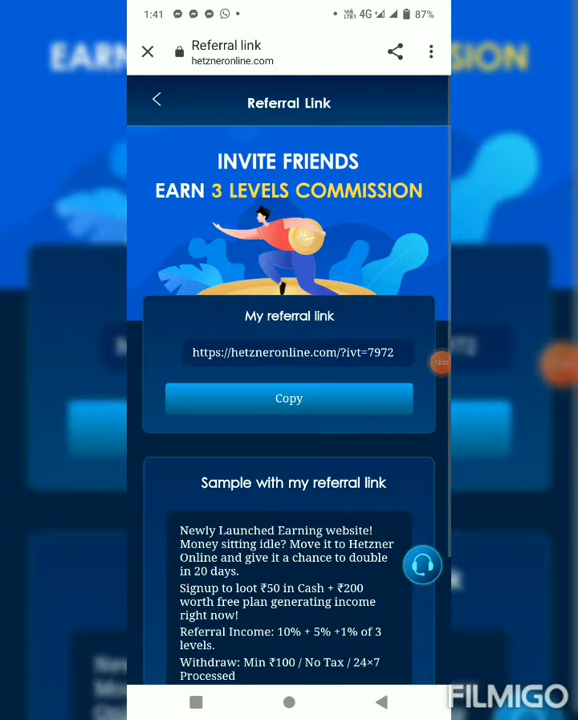 1:41
4G
87%
Referral link
hetzneronline.com
Referral Link
INVITE FRIENDS
EARN 3 LEVELS COMMISSION
My referral link
https://hetzneronline.com/?ivt=7972
Copy
Sample with my referral link
Newly Launched Earning website!
Money sitting idle? Move it to Hetzner
Online and give it a chance to double
in 20 days.
Signup to loot ₹50 in Cash + ₹200
worth free plan generating income
right now!
Referral Income: 10% + 5% +1% of 3
levels.
Withdraw: Min ₹100 / No Tax / 24×7
Processed
FILMIGO